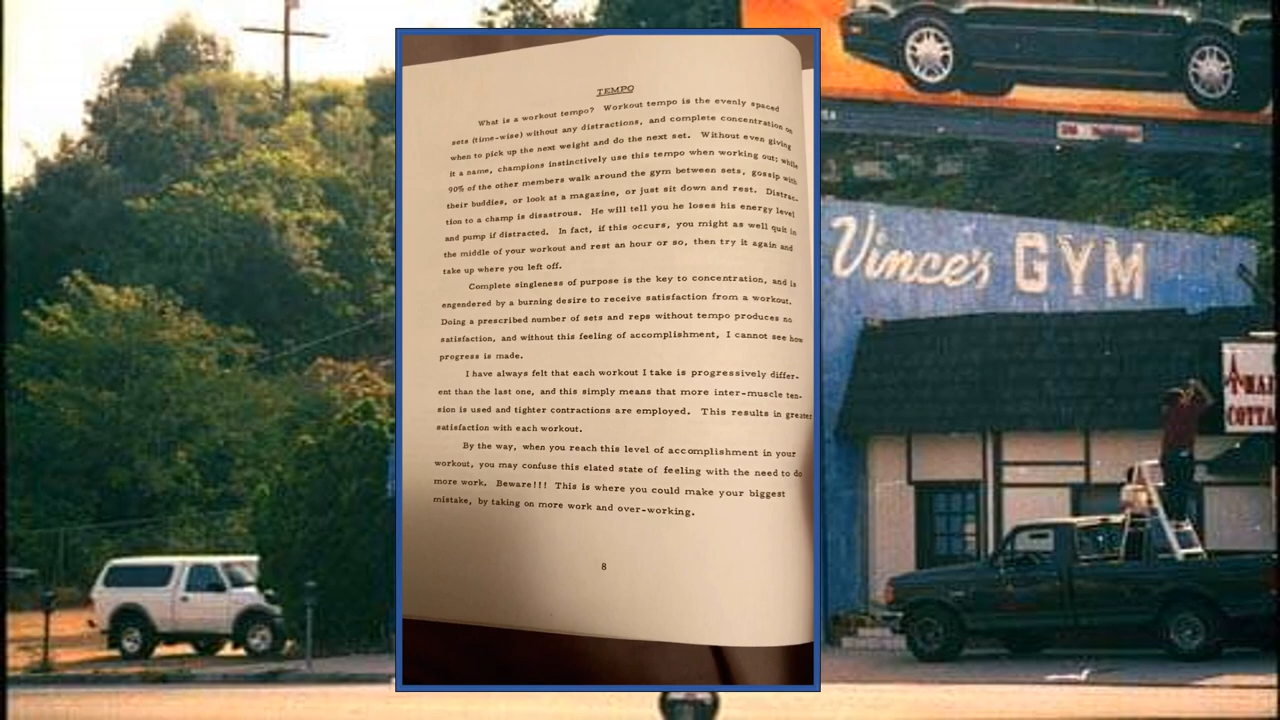 TEMPO
What is a workout tempo? Workout tempo is the evenly spaced
sets (time-wise) without any distractions, and complete concentration on
when to pick up the next weight and do the next set. Without even giving
it a name, champions instinctively use this tempo when working out; while
90% of the other members walk around the gym between sets, gossip with
their buddies, or look at a magazine, or just sit down and rest. Distrac-
tion to a champ is disastrous. He will tell you he loses his energy level
and pump if distracted. In fact, if this occurs, you might as well quit in
the middle of your workout and rest an hour or so, then try it again and
take up where you left off.
Complete singleness of purpose is the key to concentration, and is
engendered by a burning desire to receive satisfaction from a workout.
Doing a prescribed number of sets and reps without tempo produces no
satisfaction, and without this feeling of accomplishment, I cannot see how
progress is made.
I have always felt that each workout I take is progressively differ-
ent than the last one, and this simply means that more inter-muscle ten-
sion is used and tighter contractions are employed. This results in greater
satisfaction with each workout.
By the way, when you reach this level of accomplishment in your
workout, you may confuse this elated state of feeling with the need to do
more work. Beware!!! This is where you could make your biggest
mistake, by taking on more work and over-working.
8
Vince's GYM
COTTA